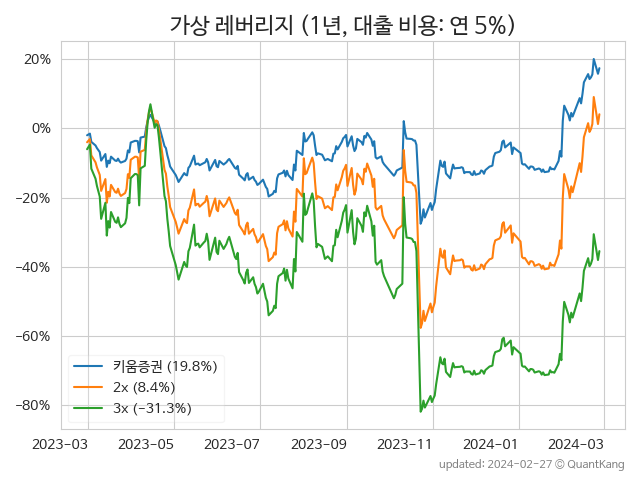 가상 레버리지 (1년, 대출 비용: 연 5%)
20%
0%
−20%
−40%
−60%
−80%
키움증권 (19.8%)
2x (8.4%)
3x (−31.3%)
2023-03 2023-05 2023-07 2023-09 2023-11 2024-01 2024-03
updated: 2024-02-27 © QuantKang